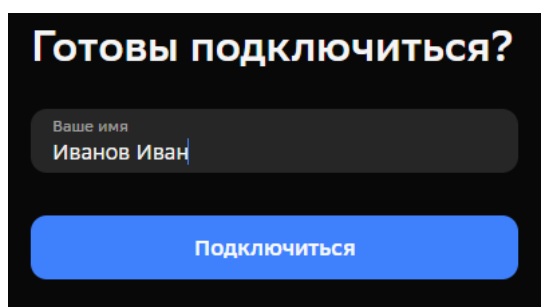 Готовы подключиться?
Ваше имя
Иванов Иван
Подключиться